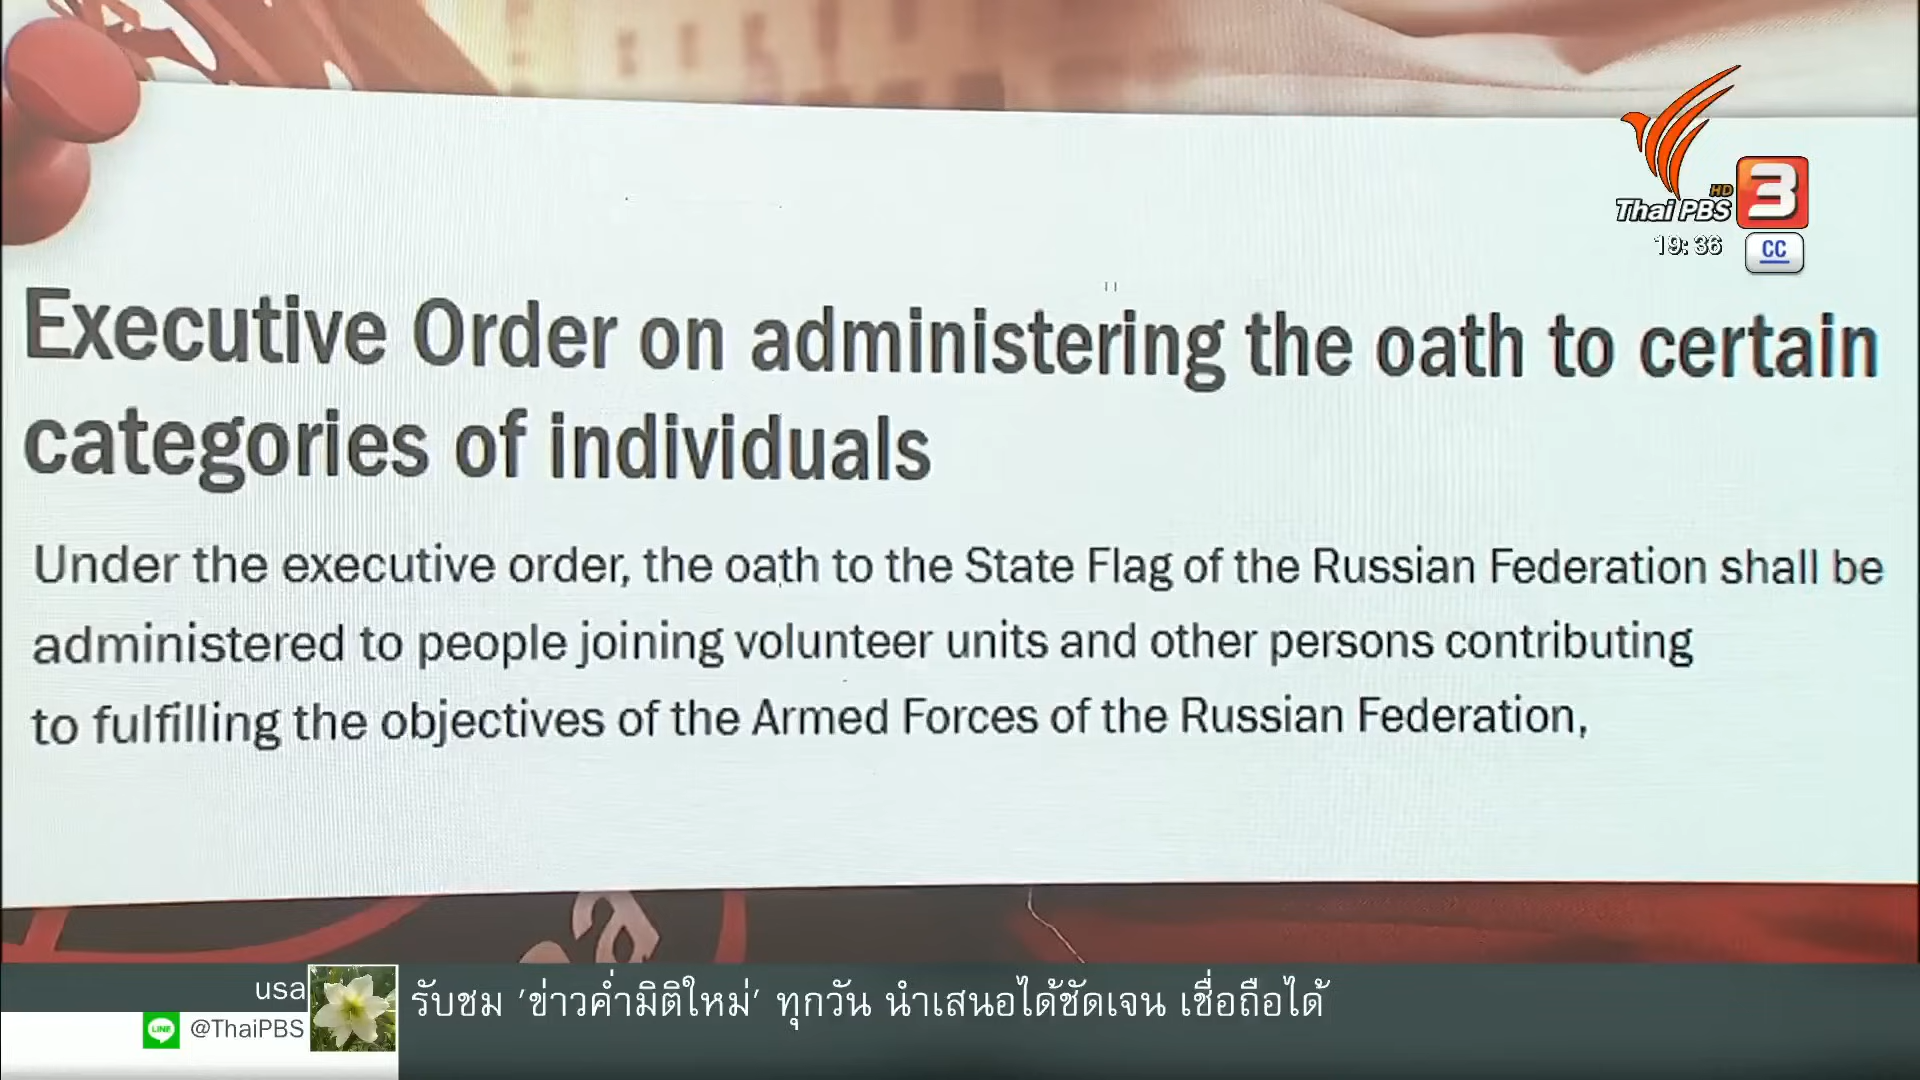 Thai PBS HD 3
19:36
CC
Executive Order on administering the oath to certain
categories of individuals
Under the executive order, the oath to the State Flag of the Russian Federation shall be
administered to people joining volunteer units and other persons contributing
to fulfilling the objectives of the Armed Forces of the Russian Federation,
usa
LINE @ThaiPBS
รับชม 'ข่าวค่ำมิติใหม่' ทุกวัน นำเสนอได้ชัดเจน เชื่อถือได้